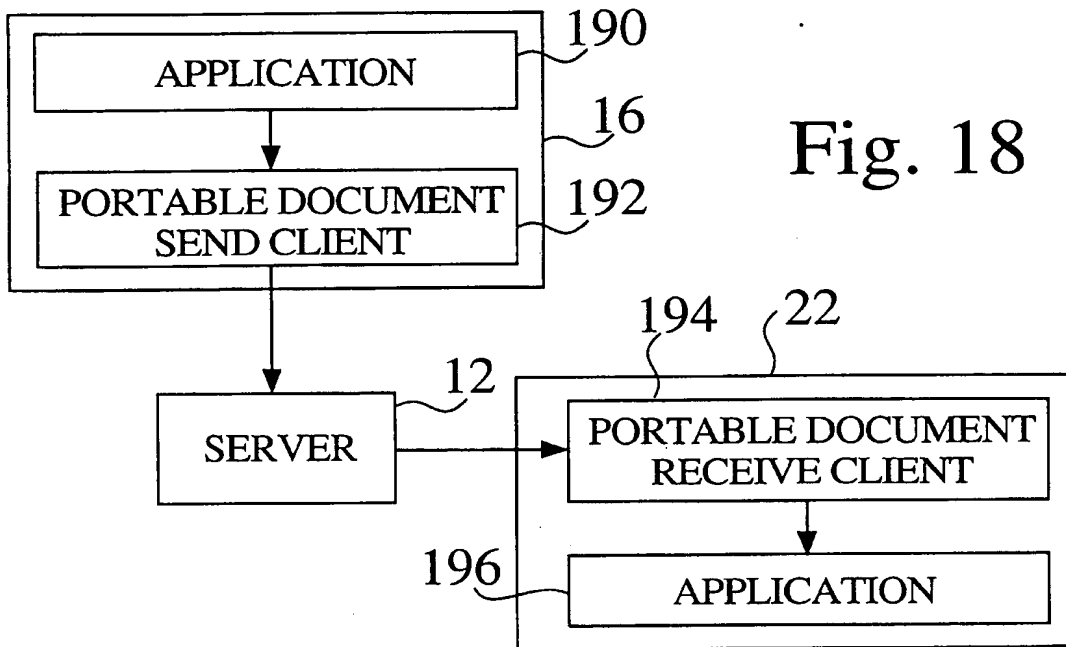 190
APPLICATION
16
Fig. 18
PORTABLE DOCUMENT
SEND CLIENT
192
194
22
12
SERVER
PORTABLE DOCUMENT
RECEIVE CLIENT
196
APPLICATION